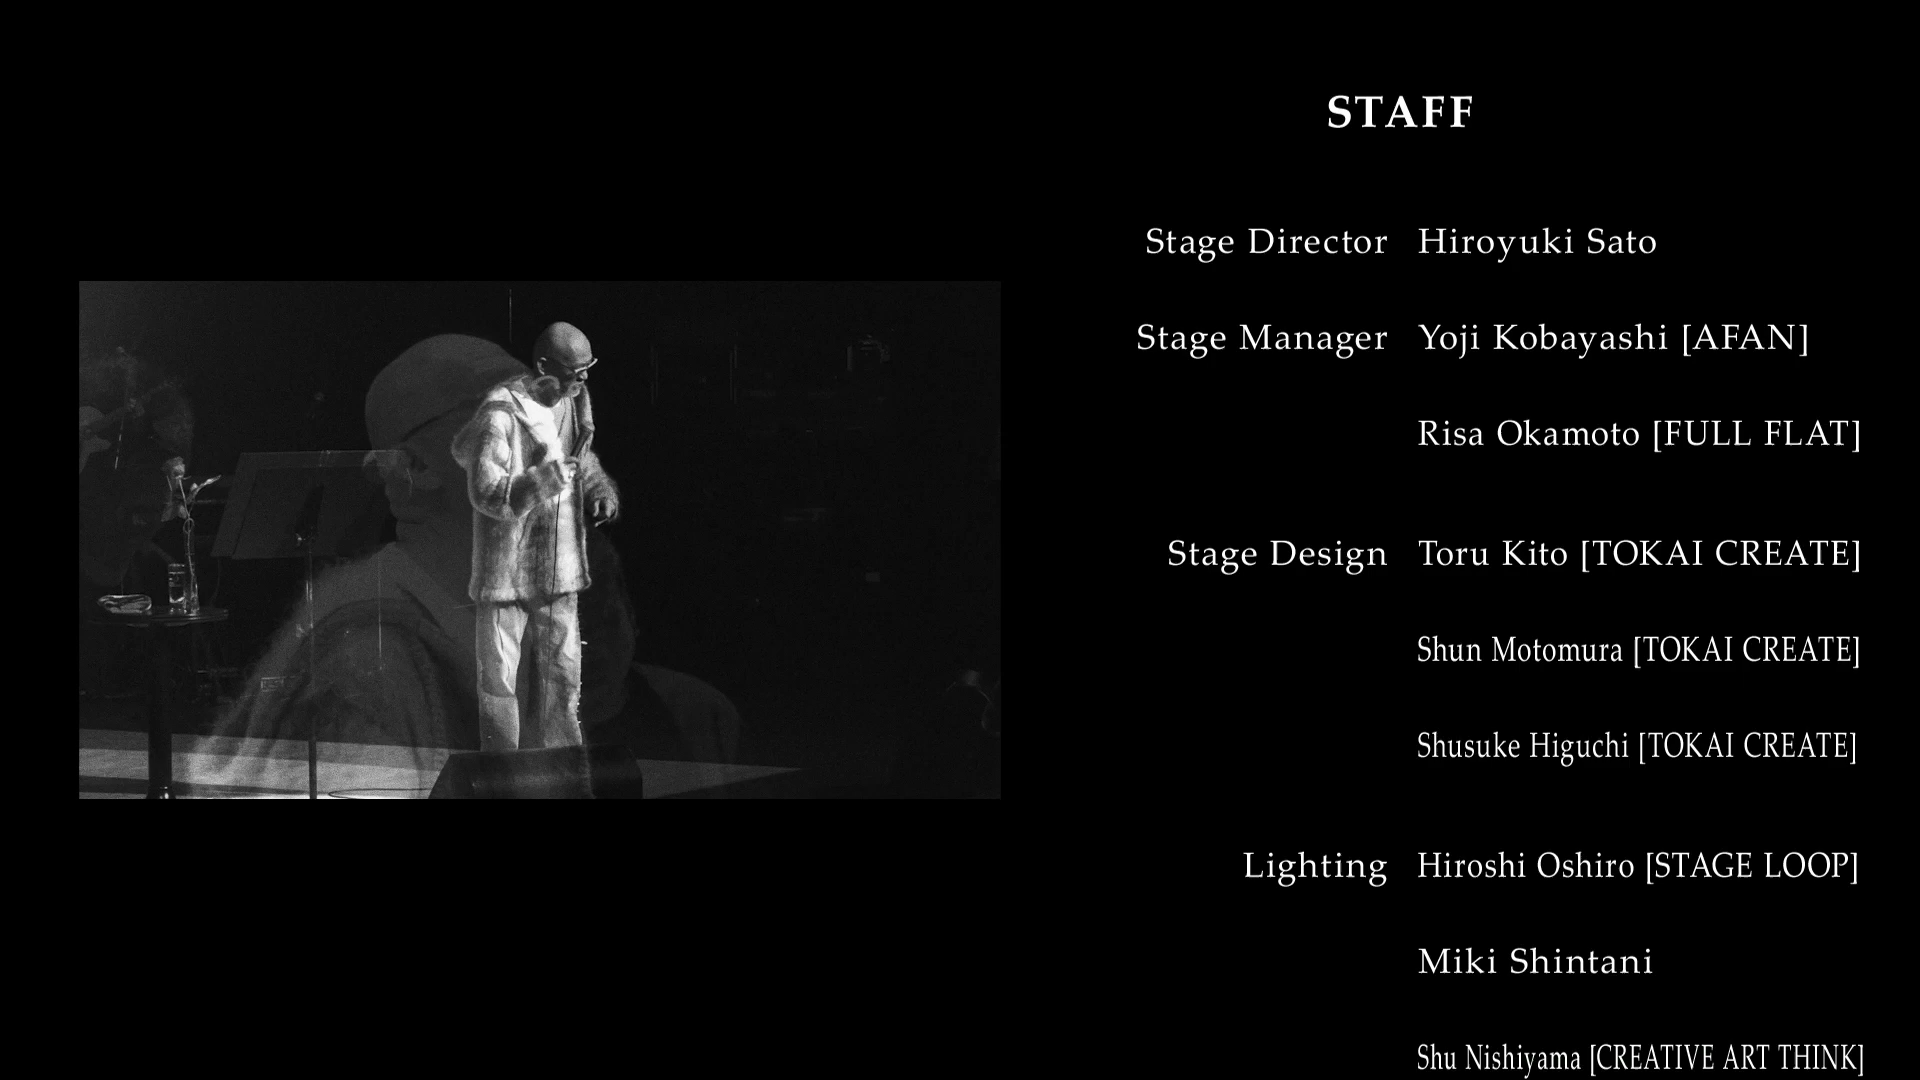 STAFF
Stage Director Hiroyuki Sato
Stage Manager Yoji Kobayashi [AFAN]
Risa Okamoto [FULL FLAT]
Stage Design Toru Kito [TOKAI CREATE]
Shun Motomura [TOKAI CREATE]
Shusuke Higuchi [TOKAI CREATE]
Lighting Hiroshi Oshiro [STAGE LOOP]
Miki Shintani
Shu Nishiyama [CREATIVE ART THINK]